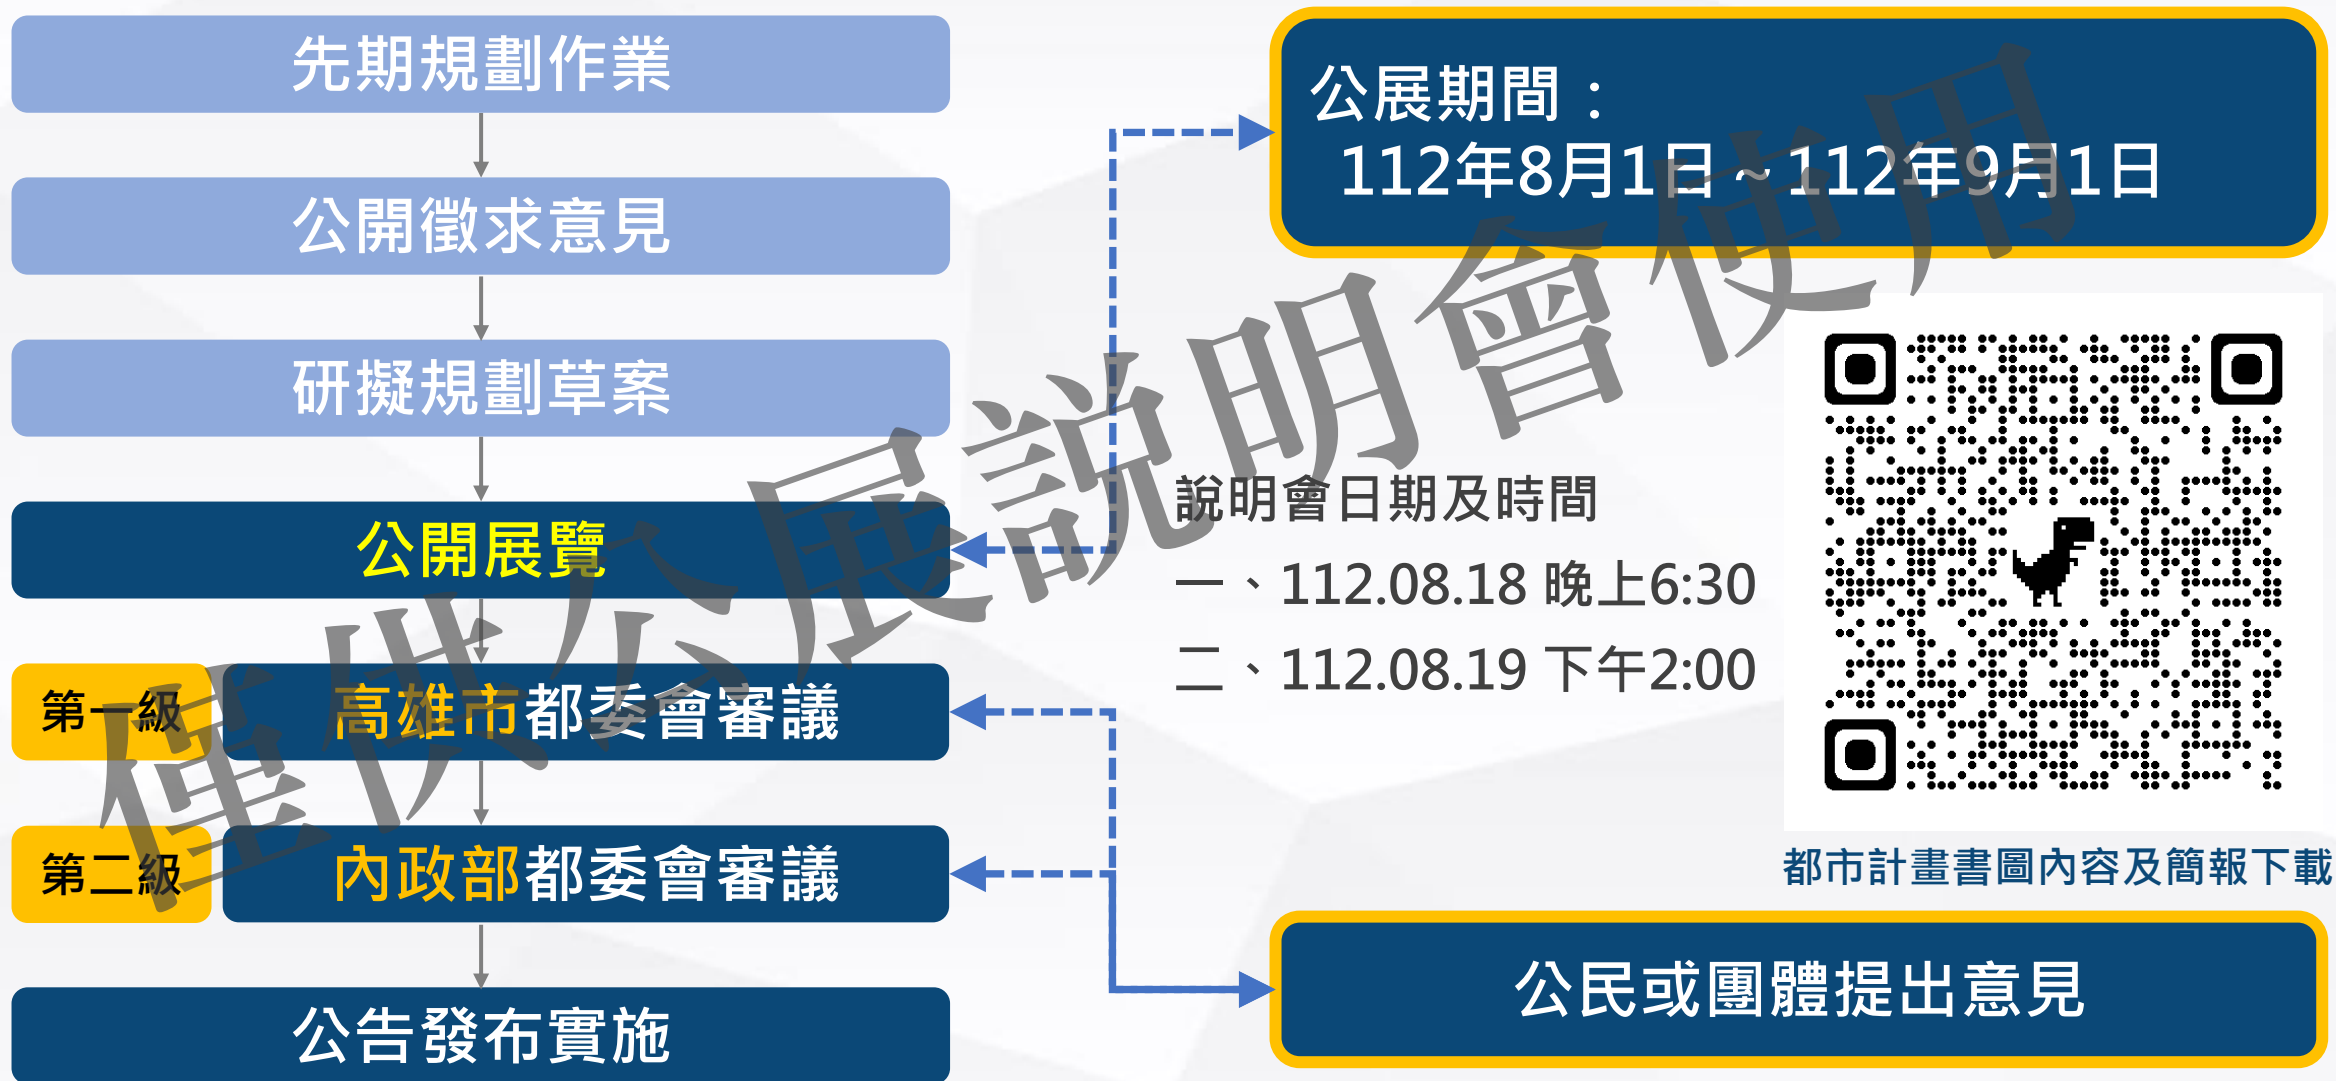 先期規劃作業
公開徵求意見
研擬規劃草案
公開展覽
第一級
高雄市都委會審議
第二級
內政部都委會審議
公告發布實施
公展期間：
112年8月1日 ~ 112年9月1日
說明會日期及時間
一、112.08.18 晚上6:30
二、112.08.19 下午2:00
都市計畫書圖內容及簡報下載
公民或團體提出意見
僅供公展說明會使用